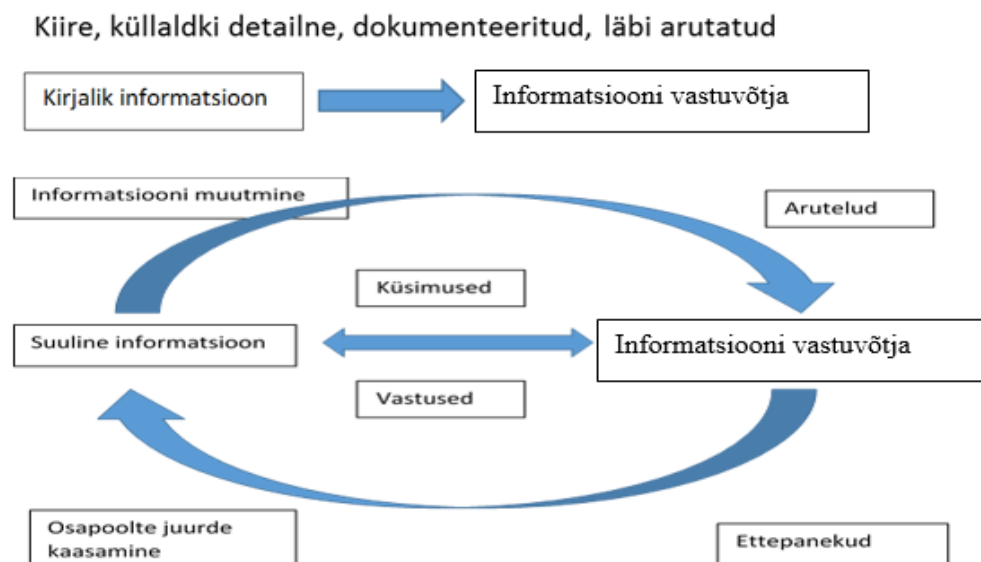 Kiire, küllaldki detailne, dokumenteeritud, läbi arutatud
Kirjalik informatsioon
Informatsiooni vastuvõtja
Informatsiooni muutmine
Arutelud
Küsimused
Suuline informatsioon
Informatsiooni vastuvõtja
Vastused
Osapoolte juurde
kaasamine
Ettepanekud